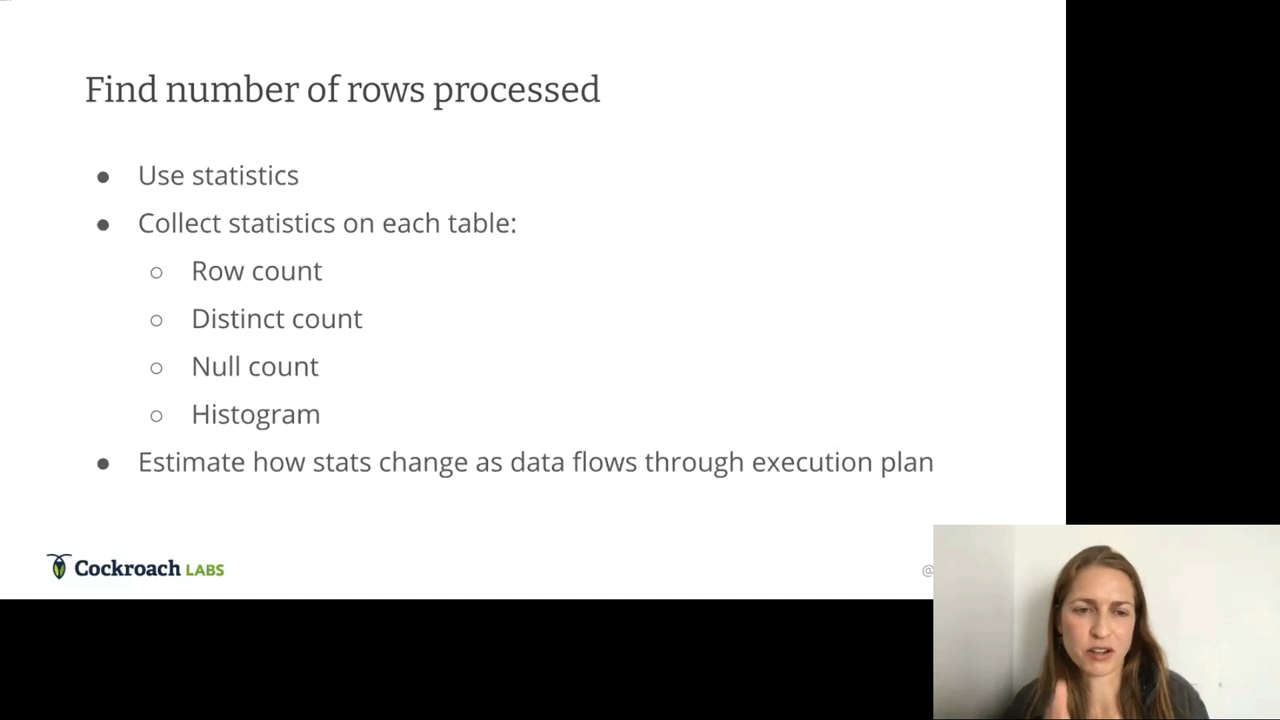 Find number of rows processed
● Use statistics
● Collect statistics on each table:
○ Row count
○ Distinct count
○ Null count
○ Histogram
● Estimate how stats change as data flows through execution plan
Cockroach LABS
@